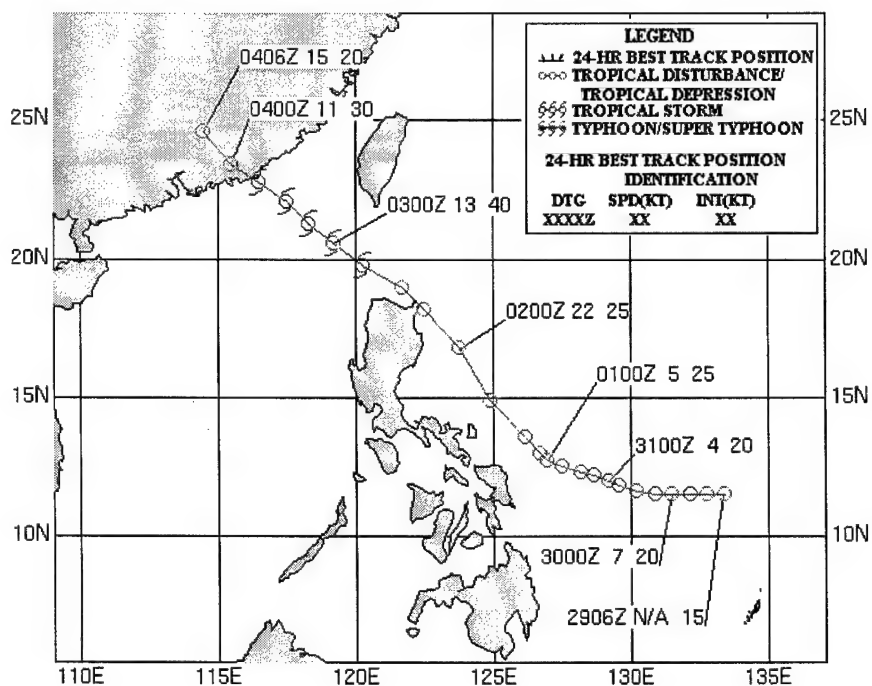 LEGEND
24-HR BEST TRACK POSITION
TROPICAL DISTURBANCE/
TROPICAL DEPRESSION
TROPICAL STORM
TYPHOON/SUPER TYPHOON
24-HR BEST TRACK POSITION
IDENTIFICATION
DTG SPD(KT) INT(KT)
XXXXZ XX XX
0406Z 15 20
0400Z 11 30
25N 25N
0300Z 13 40
20N 20N
0200Z 22 25
0100Z 5 25
15N 15N
3100Z 4 20
10N 10N
3000Z 7 20
2906Z N/A 15
110E 115E 120E 125E 130E 135E